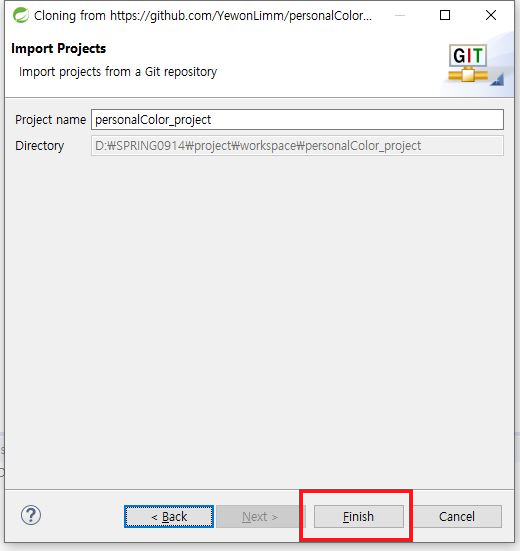 Cloning from https://github.com/YewonLimm/personalColor...
Import Projects
Import projects from a Git repository
GIT
Project name personalColor_project
Directory D:₩SPRING0914₩project₩workspace₩personalColor_project
?
< Back Next > Finish Cancel